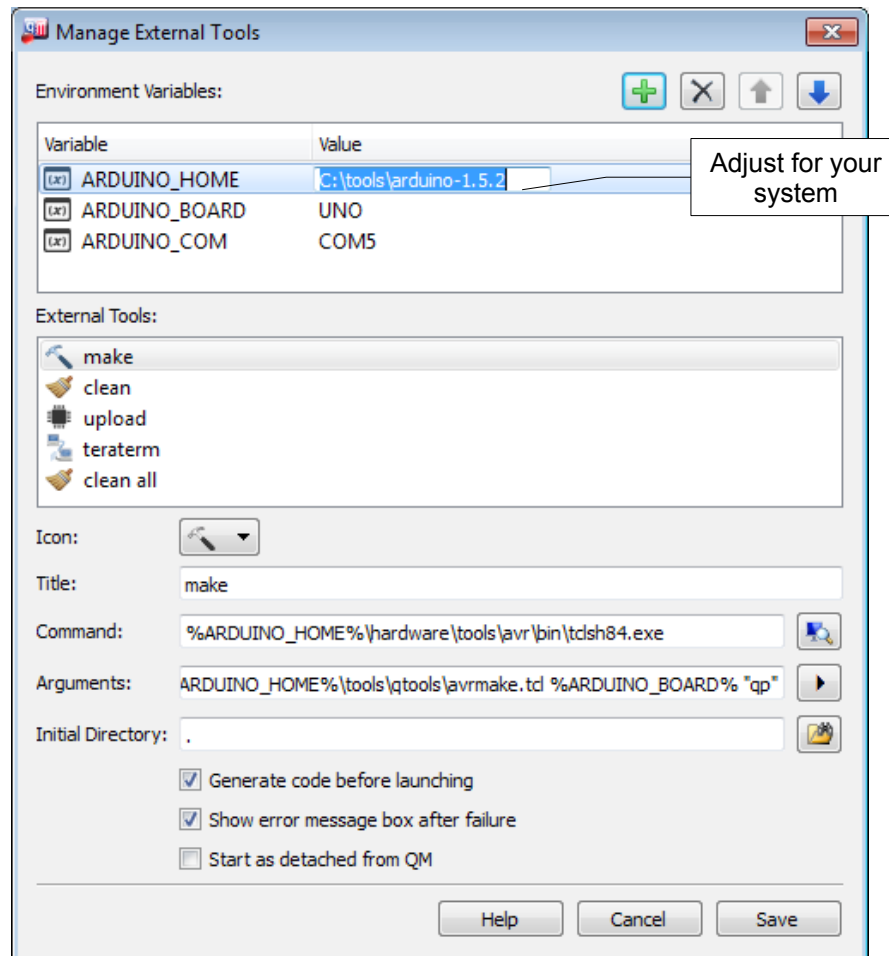 Manage External Tools
Environment Variables:
Variable Value
ARDUINO_HOME C:\tools\arduino-1.5.2
Adjust for your
system
ARDUINO_BOARD UNO
ARDUINO_COM COM5
External Tools:
make
clean
upload
teraterm
clean all
Icon:
Title: make
Command: %ARDUINO_HOME%\hardware\tools\avr\bin\tclsh84.exe
Arguments: ARDUINO_HOME%\tools\qtools\avrmake.tcl %ARDUINO_BOARD% "qp"
Initial Directory: .
Generate code before launching
Show error message box after failure
Start as detached from QM
Help Cancel Save